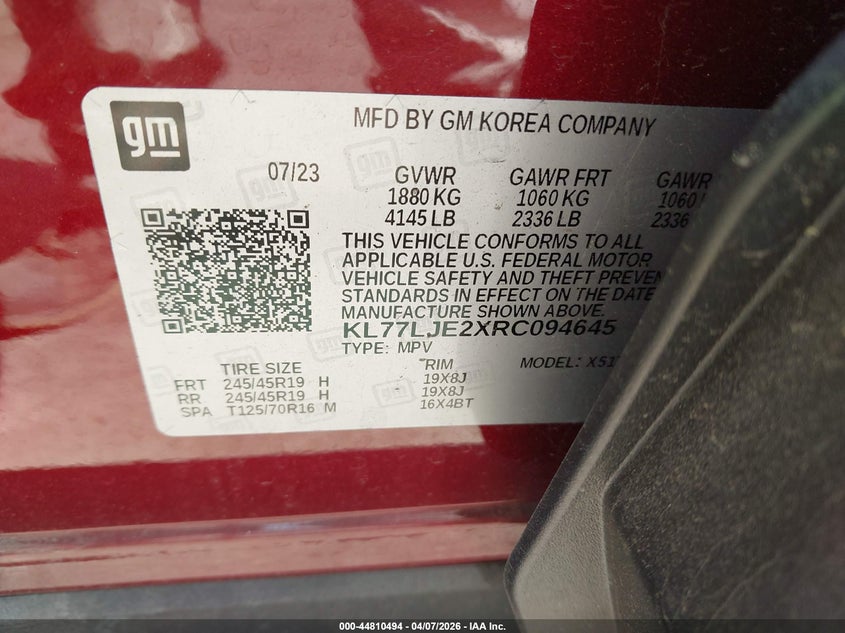 gm
MFD BY GM KOREA COMPANY
07/23 GVWR GAWR FRT GAWR
1880 KG 1060 KG 1060
4145 LB 2336 LB 2336
THIS VEHICLE CONFORMS TO ALL
APPLICABLE U.S. FEDERAL MOTOR
VEHICLE SAFETY AND THEFT PREVEN
STANDARDS IN EFFECT ON THE DATE
MANUFACTURE SHOWN ABOVE.
KL77LJE2XRC094645
TYPE: MPV MODEL:
TIRE SIZE RIM
FRT 245/45R19 H 19X8J
RR 245/45R19 H 19X8J
SPA T125/70R16 M 16X4BT
000-44810494 - 04/07/2026 - IAA Inc.